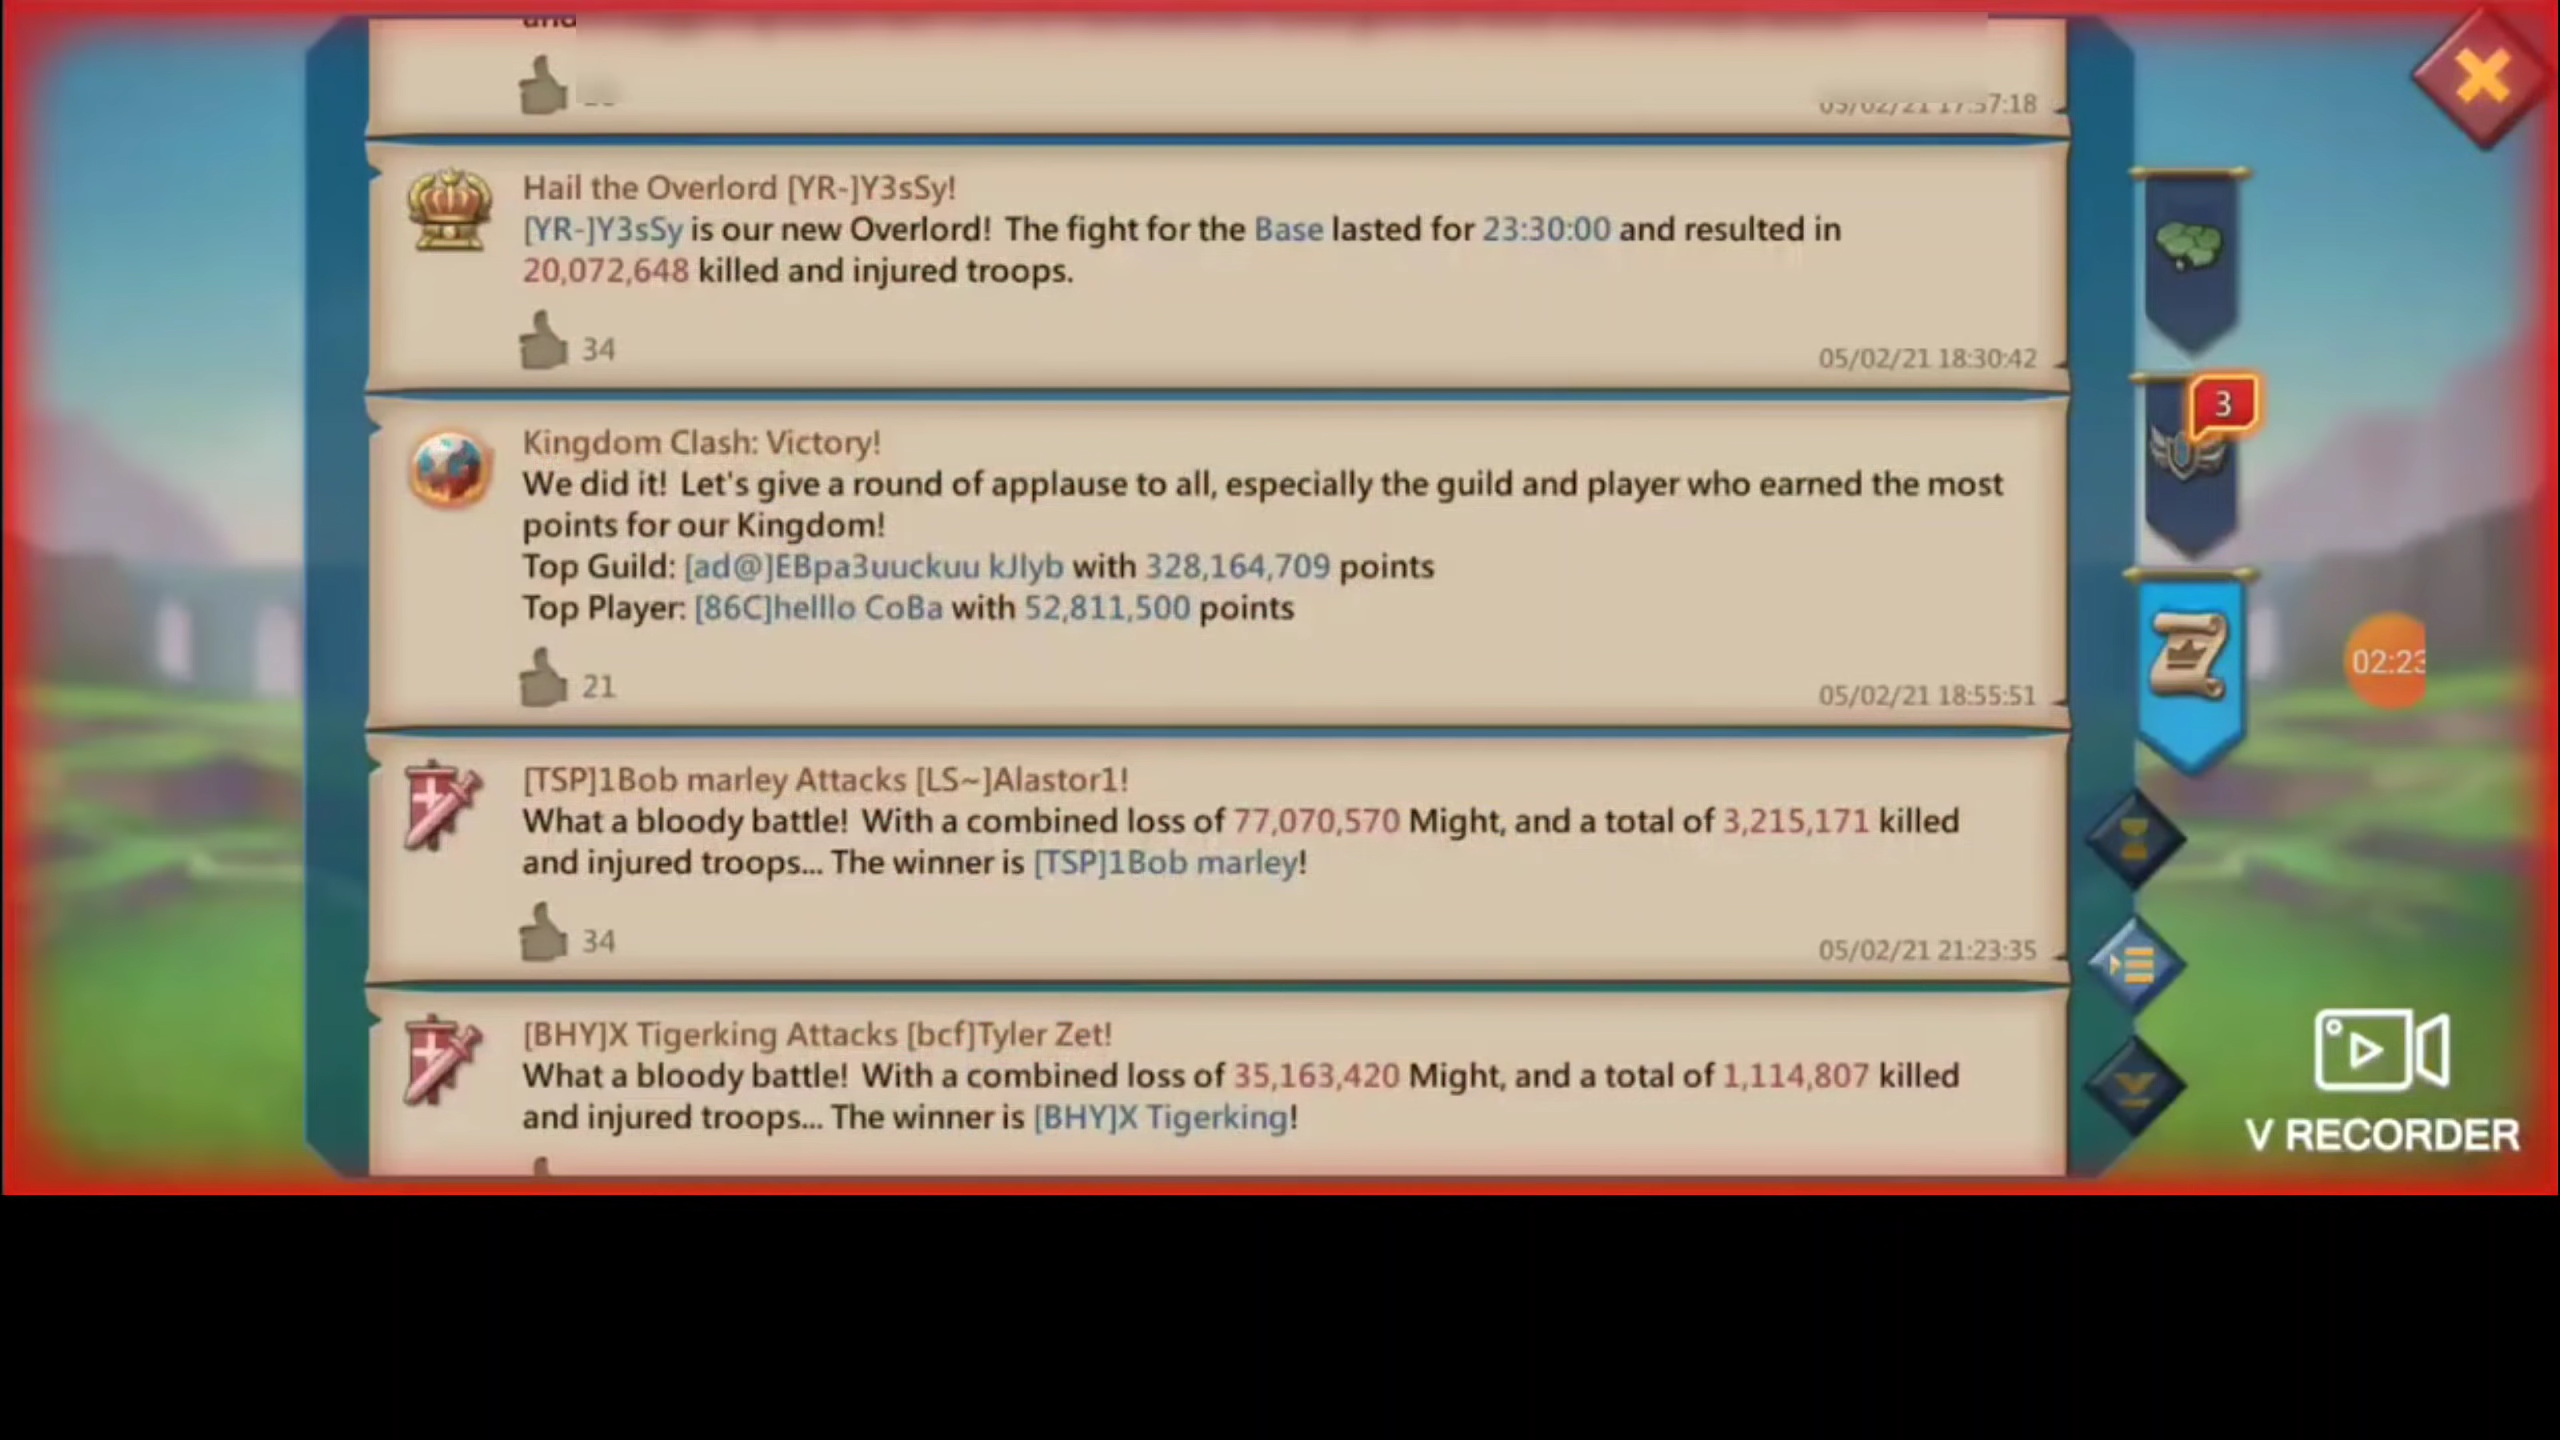 and
17:57:18
Hail the Overlord [YR-]Y3sSy!
[YR-]Y3sSy is our new Overlord! The fight for the Base lasted for 23:30:00 and resulted in
20,072,648 killed and injured troops.
34
05/02/21 18:30:42
3
Kingdom Clash: Victory!
We did it! Let's give a round of applause to all, especially the guild and player who earned the most
points for our Kingdom!
Top Guild: [ad@]EBpa3uuckuu kJlyb with 328,164,709 points
Top Player: [86C]helllo CoBa with 52,811,500 points
21
05/02/21 18:55:51
02:23
[TSP]1Bob marley Attacks [LS~]Alastor1!
What a bloody battle! With a combined loss of 77,070,570 Might, and a total of 3,215,171 killed
and injured troops... The winner is [TSP]1Bob marley!
34
05/02/21 21:23:35
[BHY]X Tigerking Attacks [bcf]Tyler Zet!
What a bloody battle! With a combined loss of 35,163,420 Might, and a total of 1,114,807 killed
and injured troops... The winner is [BHY]X Tigerking!
V RECORDER